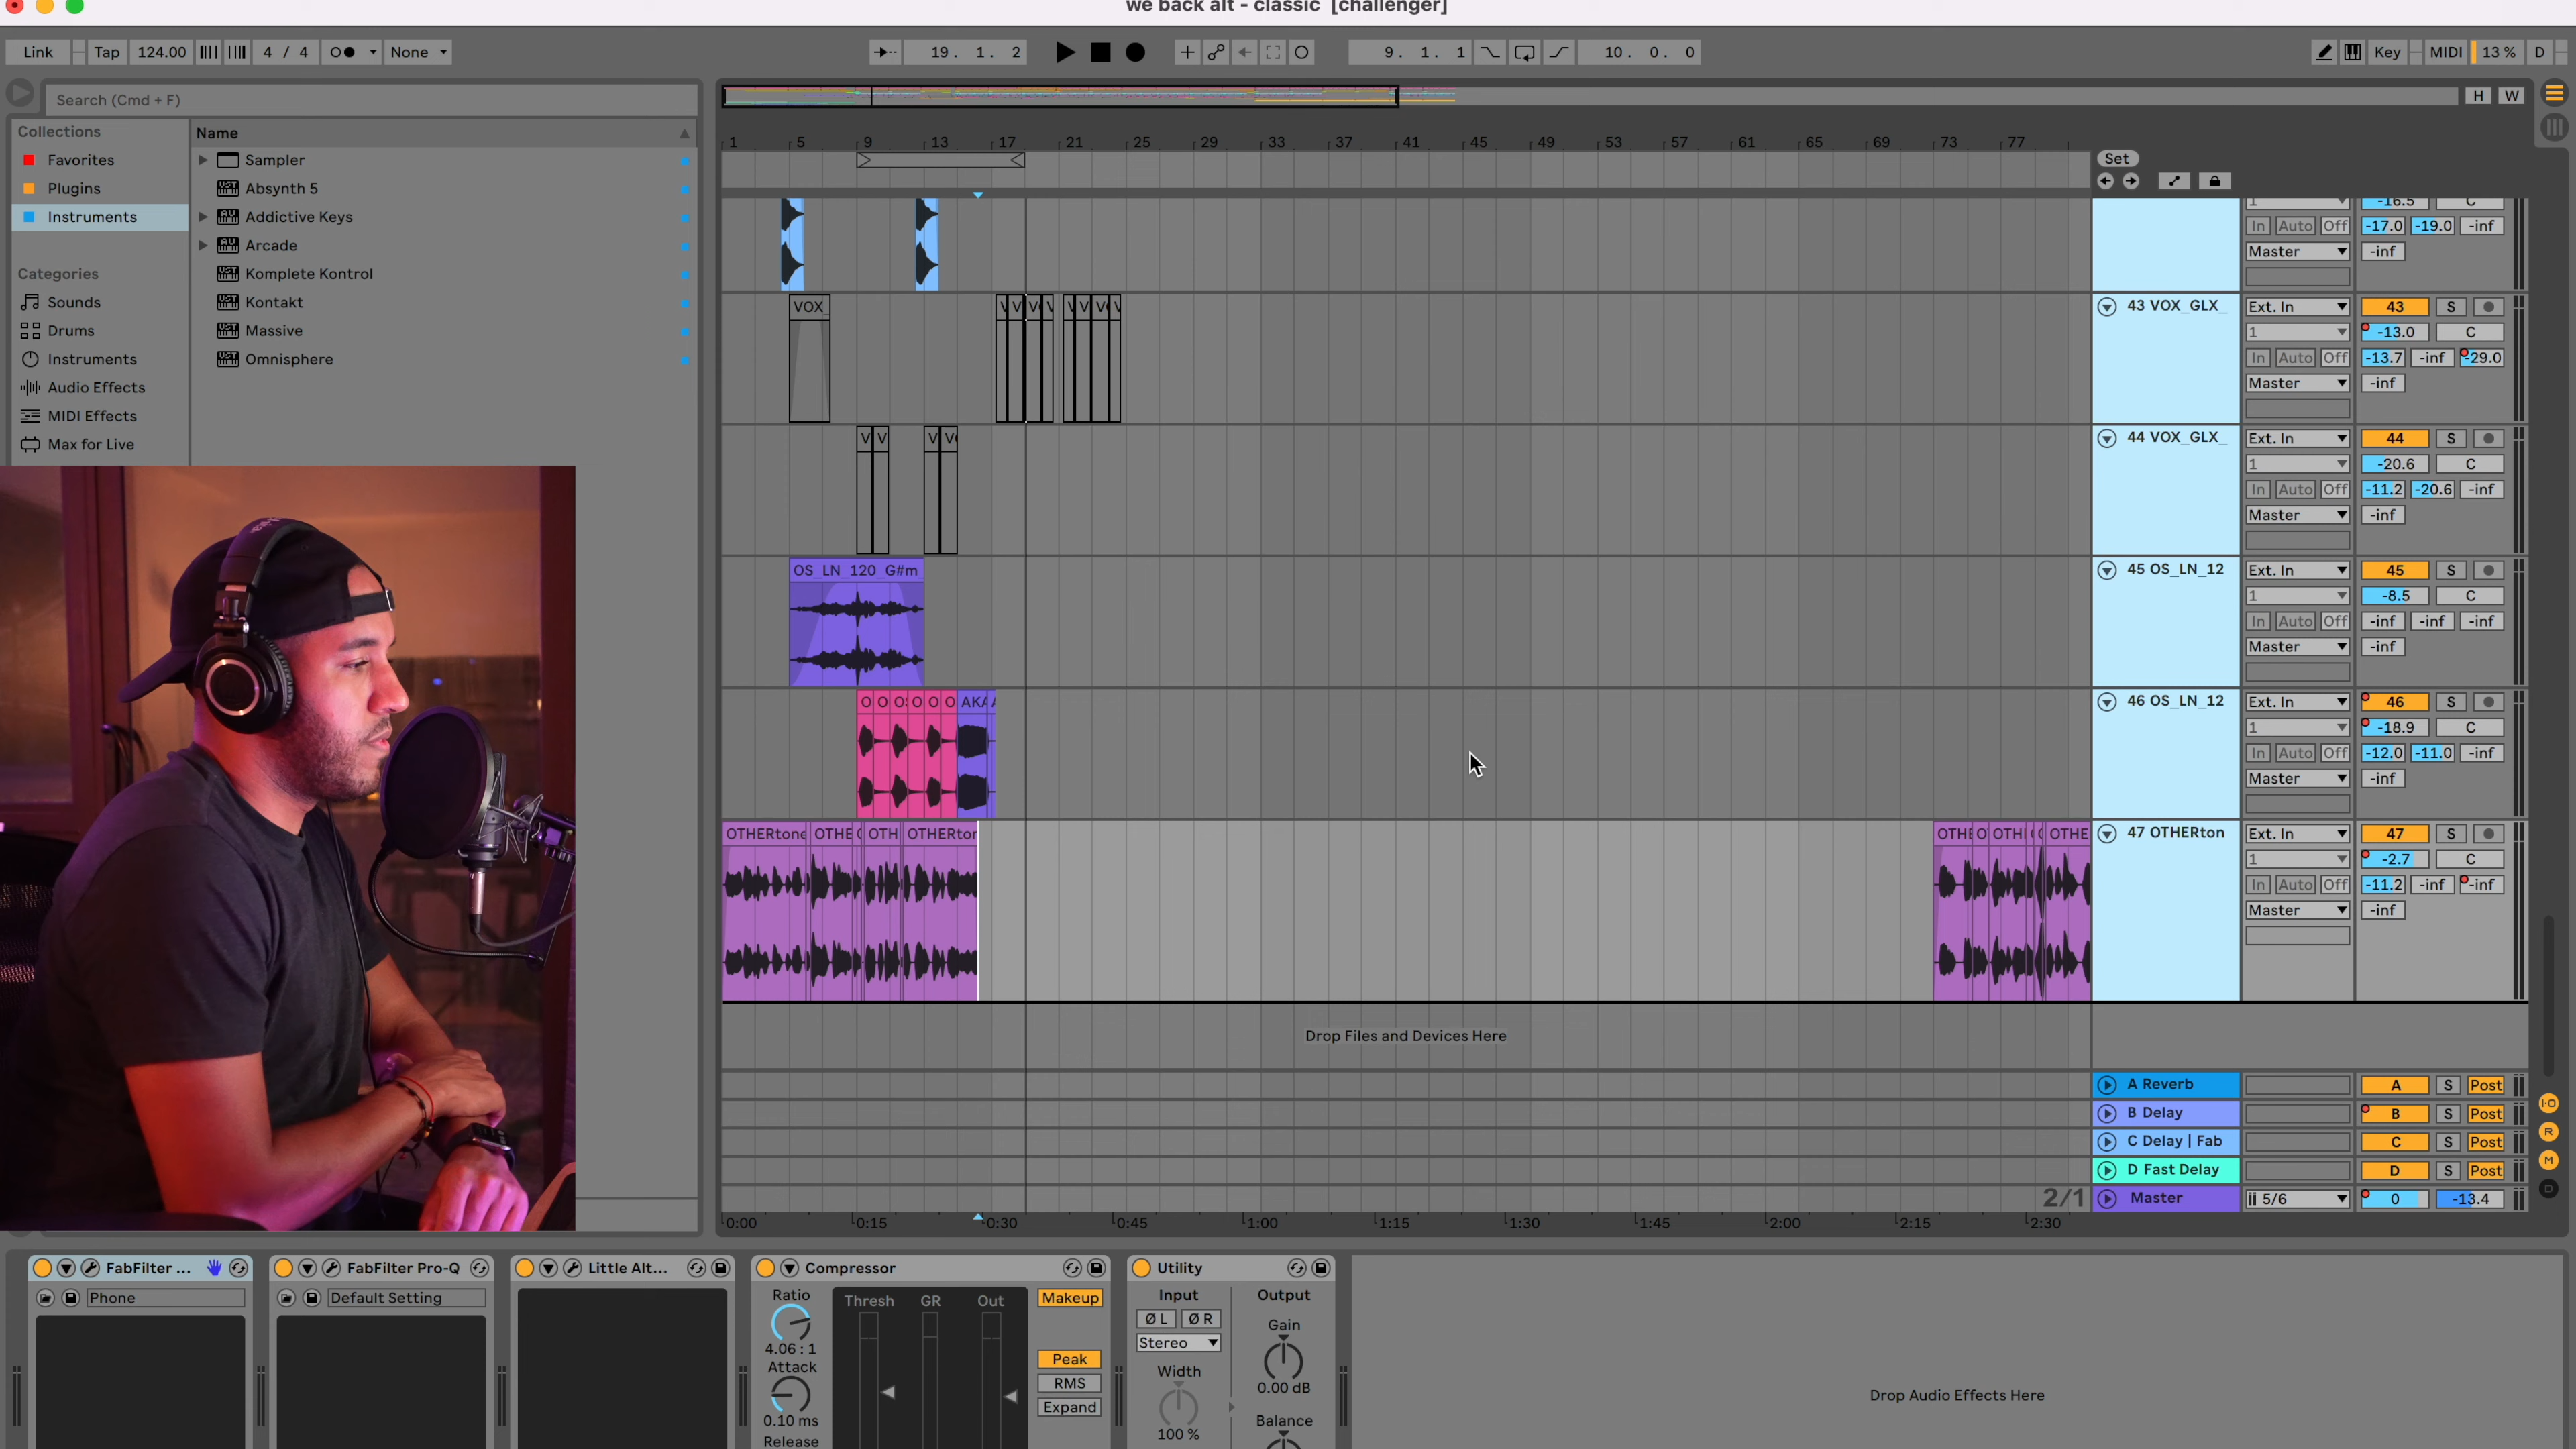 we back alt - classic [challenger]
Link Tap 124.00 4 / 4 None 19. 1. 2 9. 1. 1 10. 0. 0 Key MIDI 13 % D
Search (Cmd + F)
H W
Collections
Name
Favorites
Plugins
Instruments
Sampler
Absynth 5
Addictive Keys
Arcade
Komplete Kontrol
Kontakt
Massive
Omnisphere
Categories
Sounds
Drums
Instruments
Audio Effects
MIDI Effects
Max for Live
1 5 9 13 17 21 25 29 33 37 41 45 49 53 57 61 65 69 73 77
Set
1 -16.5 C
In Auto Off -17.0 -19.0 -inf
Master -inf
VOX
43 VOX_GLX_ Ext. In 43 S
1 -13.0 C
In Auto Off -13.7 -inf -29.0
Master -inf
44 VOX_GLX_ Ext. In 44 S
1 -20.6 C
In Auto Off -11.2 -20.6 -inf
Master -inf
OS_LN_120_G#m_
45 OS_LN_12 Ext. In 45 S
1 -8.5 C
In Auto Off -inf -inf -inf
Master -inf
O O O O O O AKA
46 OS_LN_12 Ext. In 46 S
1 -18.9 C
In Auto Off -12.0 -11.0 -inf
Master -inf
OTHERtone OTHE OTH OTHERtor OTHE O OTH OTHE
47 OTHERton Ext. In 47 S
1 -2.7 C
In Auto Off -11.2 -inf -inf
Master -inf
Drop Files and Devices Here
A Reverb A S Post
B Delay B S Post
C Delay | Fab C S Post
D Fast Delay D S Post
2/1 Master 5/6 0 -13.4
I·O
R
M
D
0:00 0:15 0:30 0:45 1:00 1:15 1:30 1:45 2:00 2:15 2:30
FabFilter ...
Phone
FabFilter Pro-Q
Default Setting
Little Alt...
Compressor
Ratio
4.06 : 1
Attack
0.10 ms
Release
Thresh GR Out
Makeup
Peak
RMS
Expand
Utility
Input
Ø L Ø R
Stereo
Width
100 %
Output
Gain
0.00 dB
Balance
Drop Audio Effects Here